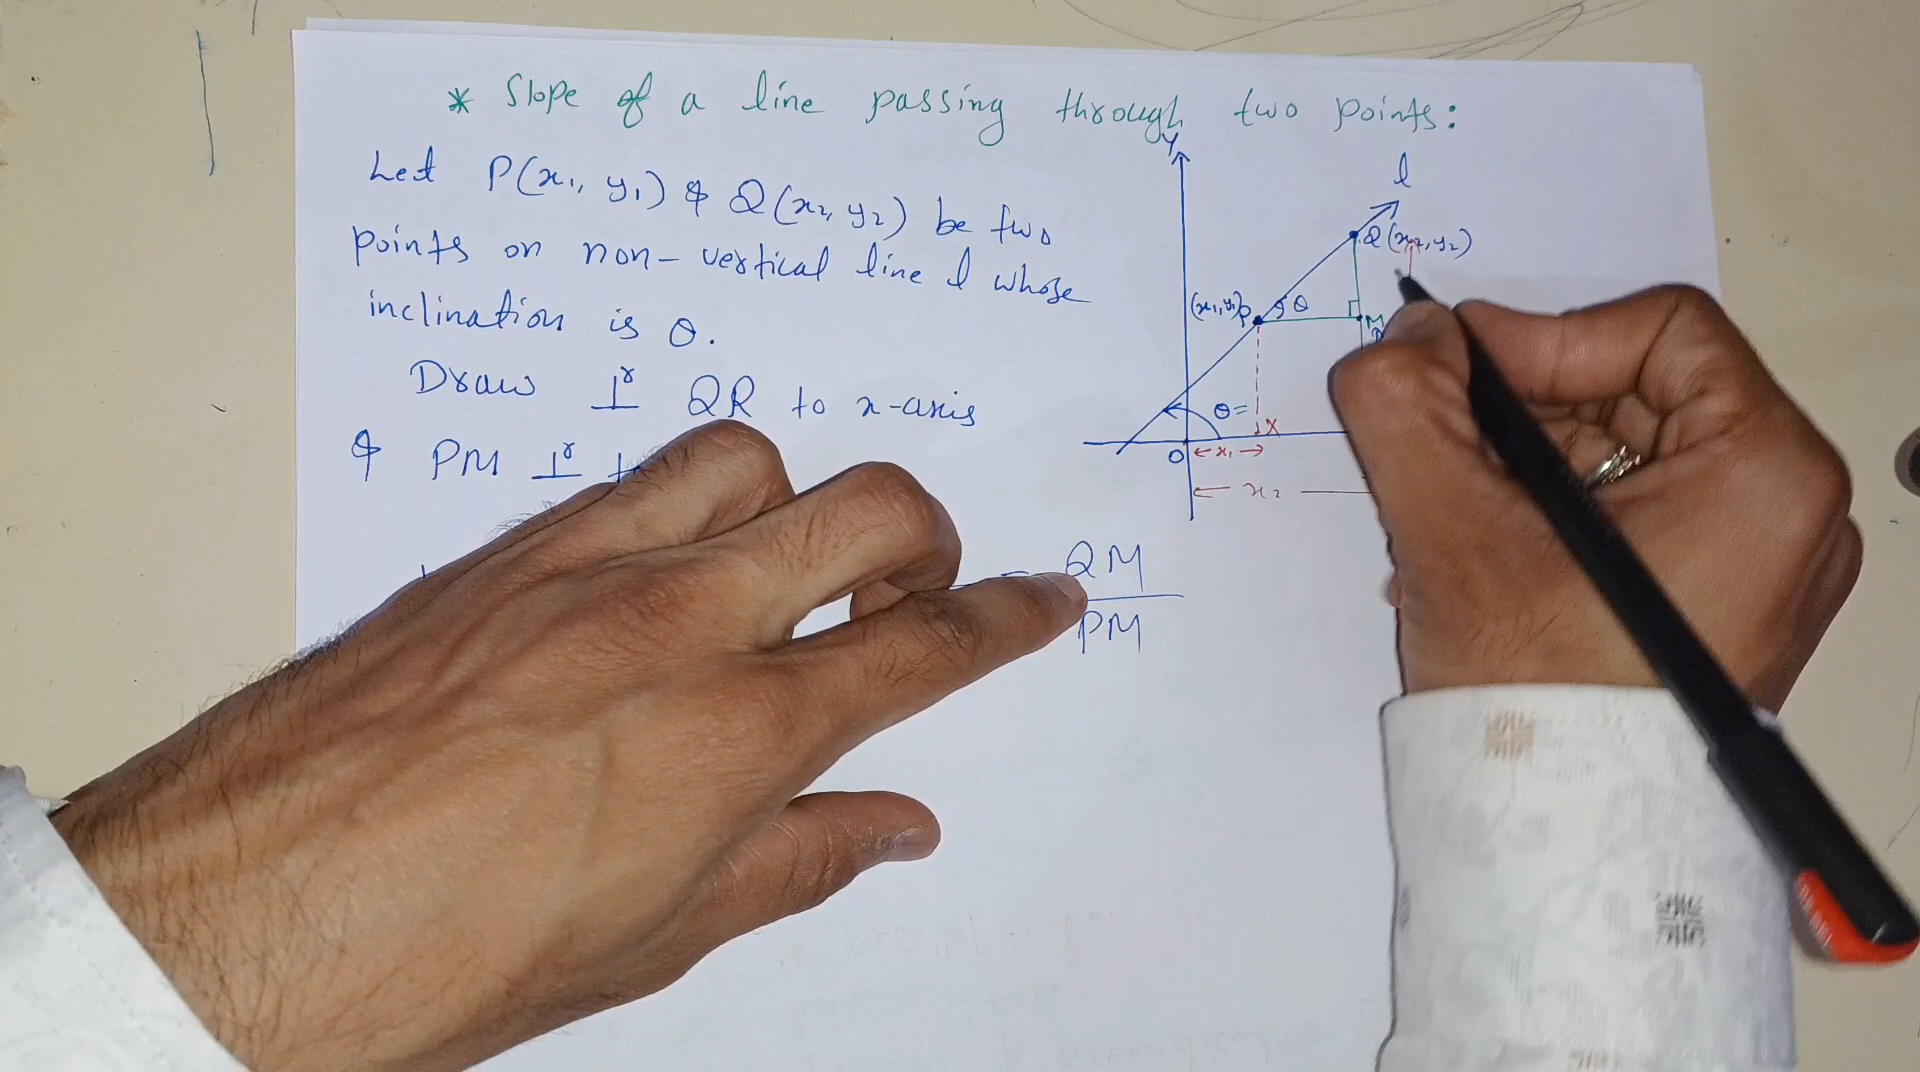 * Slope of a line passing through two points:
Let P(x₁, y₁) & Q(x₂, y₂) be two
points on non-vertical line l whose
inclination is θ.
Draw ⊥ʳ QR to x-axis
& PM ⊥ʳ to
= QM
PM
Y
l
Q(x₂,y₂)
(x₁,y₁)P
θ
M
θ=
X
O
←x₁→
← x₂